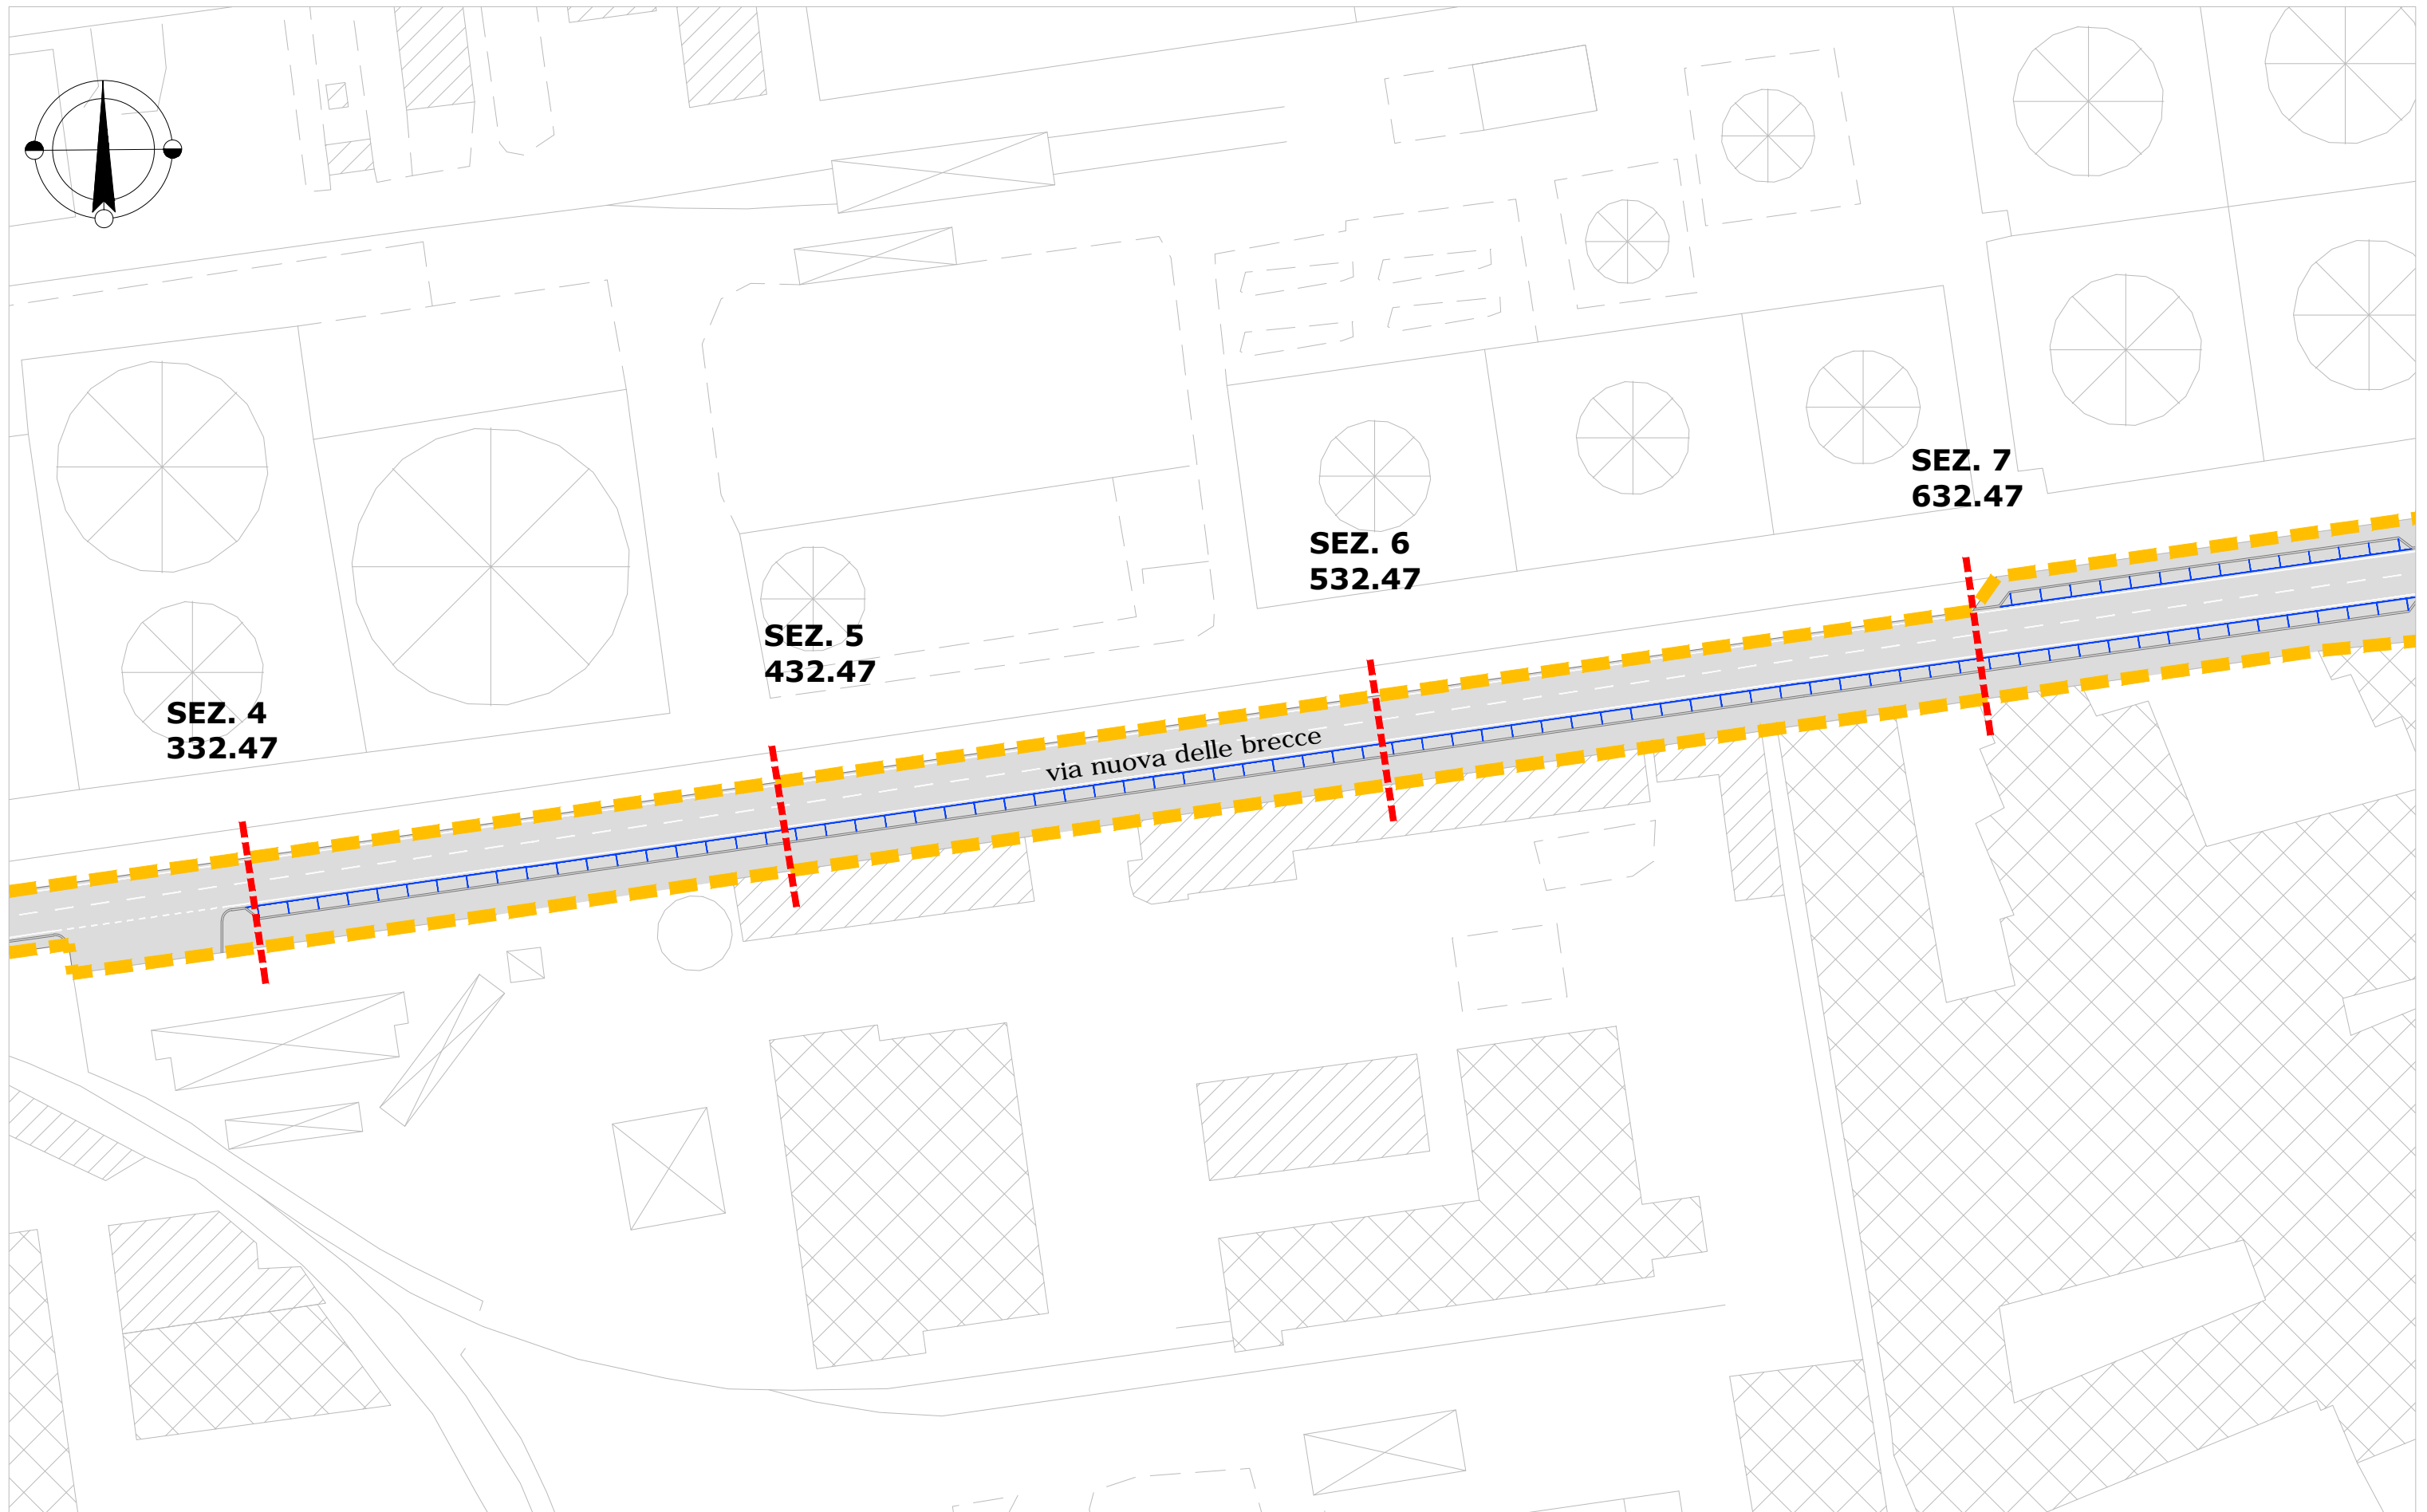 SEZ. 7
632.47
SEZ. 6
532.47
SEZ. 5
432.47
SEZ. 4
332.47
via nuova delle brecce